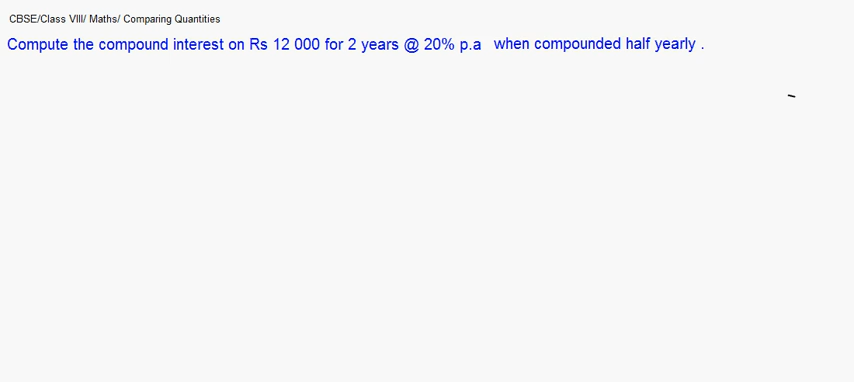 CBSE/Class VIII/ Maths/ Comparing Quantities
Compute the compound interest on Rs 12 000 for 2 years @ 20% p.a when compounded half yearly .